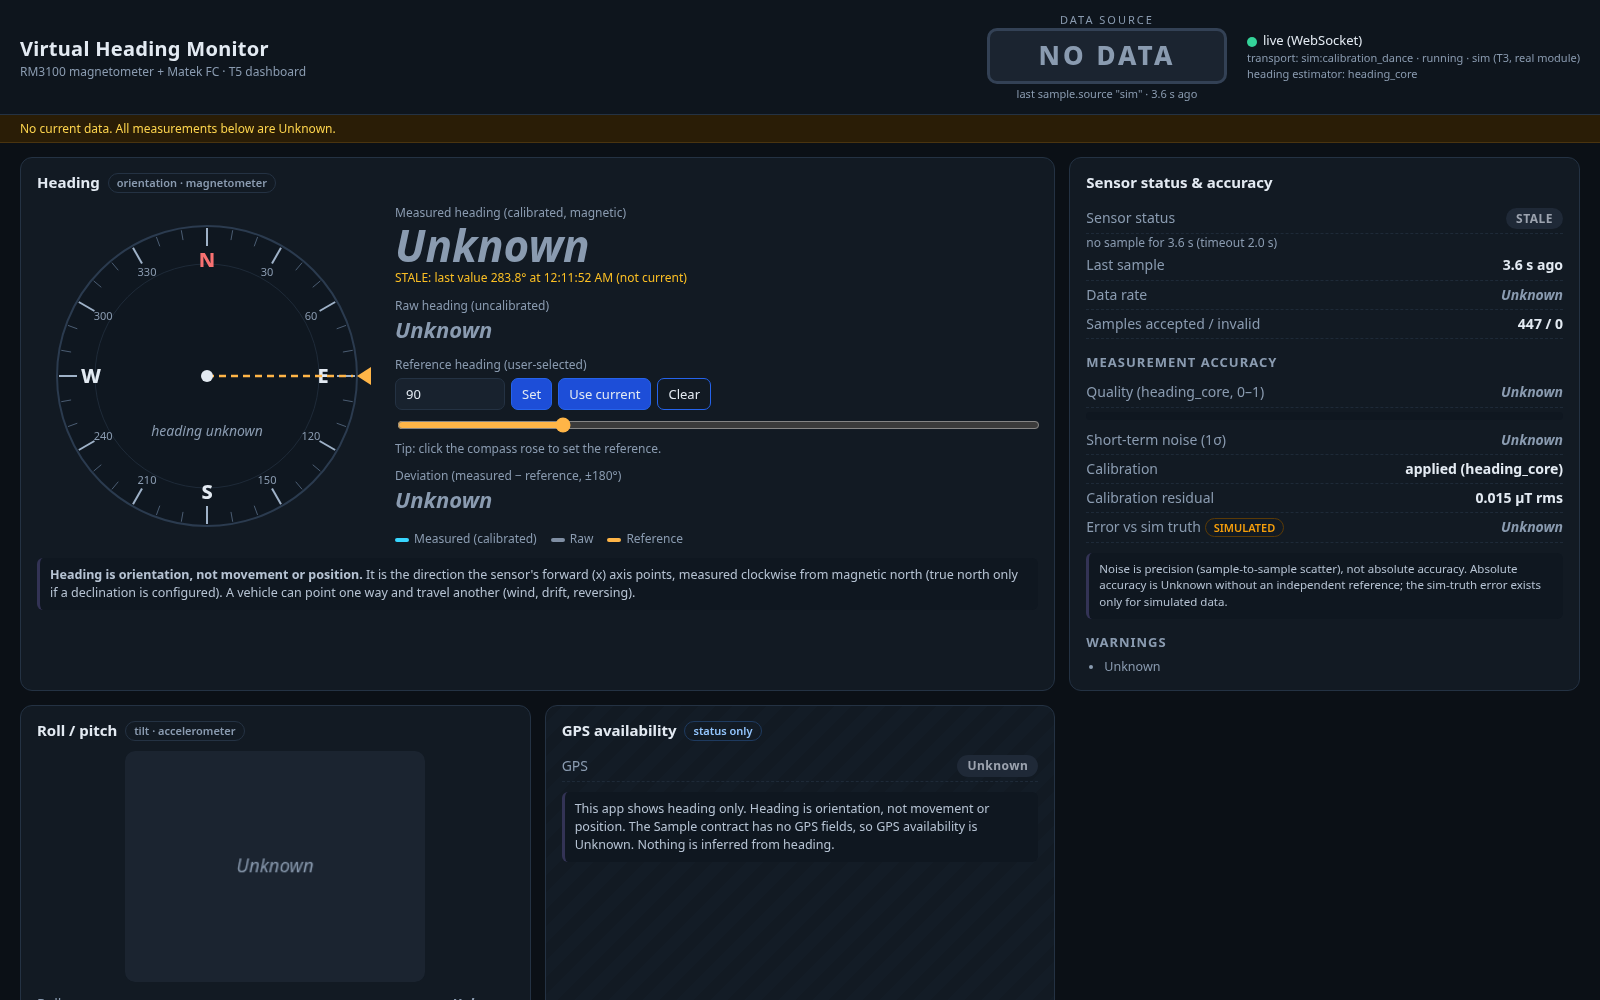 Virtual Heading Monitor
RM3100 magnetometer + Matek FC · T5 dashboard
DATA SOURCE
NO DATA
last sample.source "sim" · 3.6 s ago
live (WebSocket)
transport: sim:calibration_dance · running · sim (T3, real module)
heading estimator: heading_core
No current data. All measurements below are Unknown.
Heading
orientation · magnetometer
N
30
60
E
120
150
S
210
240
W
300
330
heading unknown
Measured heading (calibrated, magnetic)
Unknown
STALE: last value 283.8° at 12:11:52 AM (not current)
Raw heading (uncalibrated)
Unknown
Reference heading (user-selected)
90
Set
Use current
Clear
Tip: click the compass rose to set the reference.
Deviation (measured − reference, ±180°)
Unknown
Measured (calibrated)
Raw
Reference
Heading is orientation, not movement or position. It is the direction the sensor's forward (x) axis points, measured clockwise from magnetic north (true north only
if a declination is configured). A vehicle can point one way and travel another (wind, drift, reversing).
Sensor status & accuracy
Sensor status STALE
no sample for 3.6 s (timeout 2.0 s)
Last sample 3.6 s ago
Data rate Unknown
Samples accepted / invalid 447 / 0
MEASUREMENT ACCURACY
Quality (heading_core, 0–1) Unknown
Short-term noise (1σ) Unknown
Calibration applied (heading_core)
Calibration residual 0.015 µT rms
Error vs sim truth SIMULATED Unknown
Noise is precision (sample-to-sample scatter), not absolute accuracy. Absolute
accuracy is Unknown without an independent reference; the sim-truth error exists
only for simulated data.
WARNINGS
• Unknown
Roll / pitch
tilt · accelerometer
Unknown
GPS availability
status only
GPS Unknown
This app shows heading only. Heading is orientation, not movement or
position. The Sample contract has no GPS fields, so GPS availability is
Unknown. Nothing is inferred from heading.